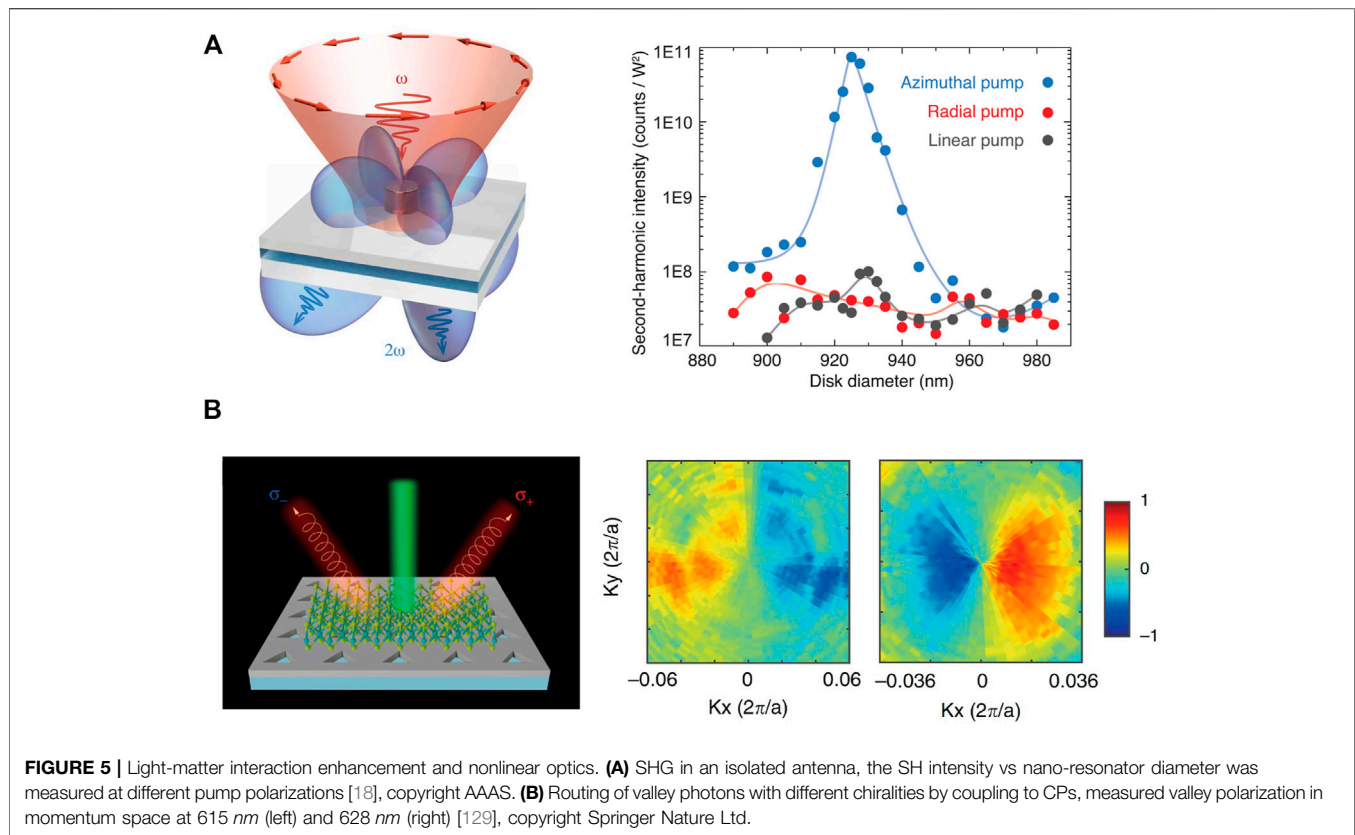 A
ω
2ω
Second-harmonic intensity (counts / W²)
1E11
1E10
1E9
1E8
1E7
Azimuthal pump
Radial pump
Linear pump
880 900 920 940 960 980
Disk diameter (nm)
B
σ₋
σ₊
Ky (2π/a)
−0.06 0 0.06
Kx (2π/a)
−0.036 0 0.036
Kx (2π/a)
1
0
−1
FIGURE 5 | Light-matter interaction enhancement and nonlinear optics. (A) SHG in an isolated antenna, the SH intensity vs nano-resonator diameter was
measured at different pump polarizations [18], copyright AAAS. (B) Routing of valley photons with different chiralities by coupling to CPs, measured valley polarization in
momentum space at 615 nm (left) and 628 nm (right) [129], copyright Springer Nature Ltd.